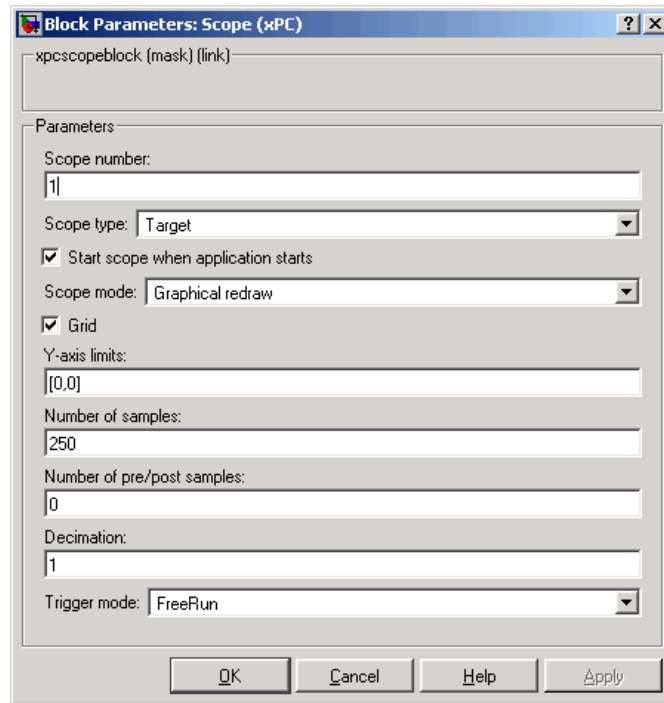 Block Parameters: Scope (xPC)
xpcscopeblock (mask) (link)
Parameters
Scope number:
1
Scope type: Target
Start scope when application starts
Scope mode: Graphical redraw
Grid
Y-axis limits:
[0,0]
Number of samples:
250
Number of pre/post samples:
0
Decimation:
1
Trigger mode: FreeRun
OK Cancel Help Apply